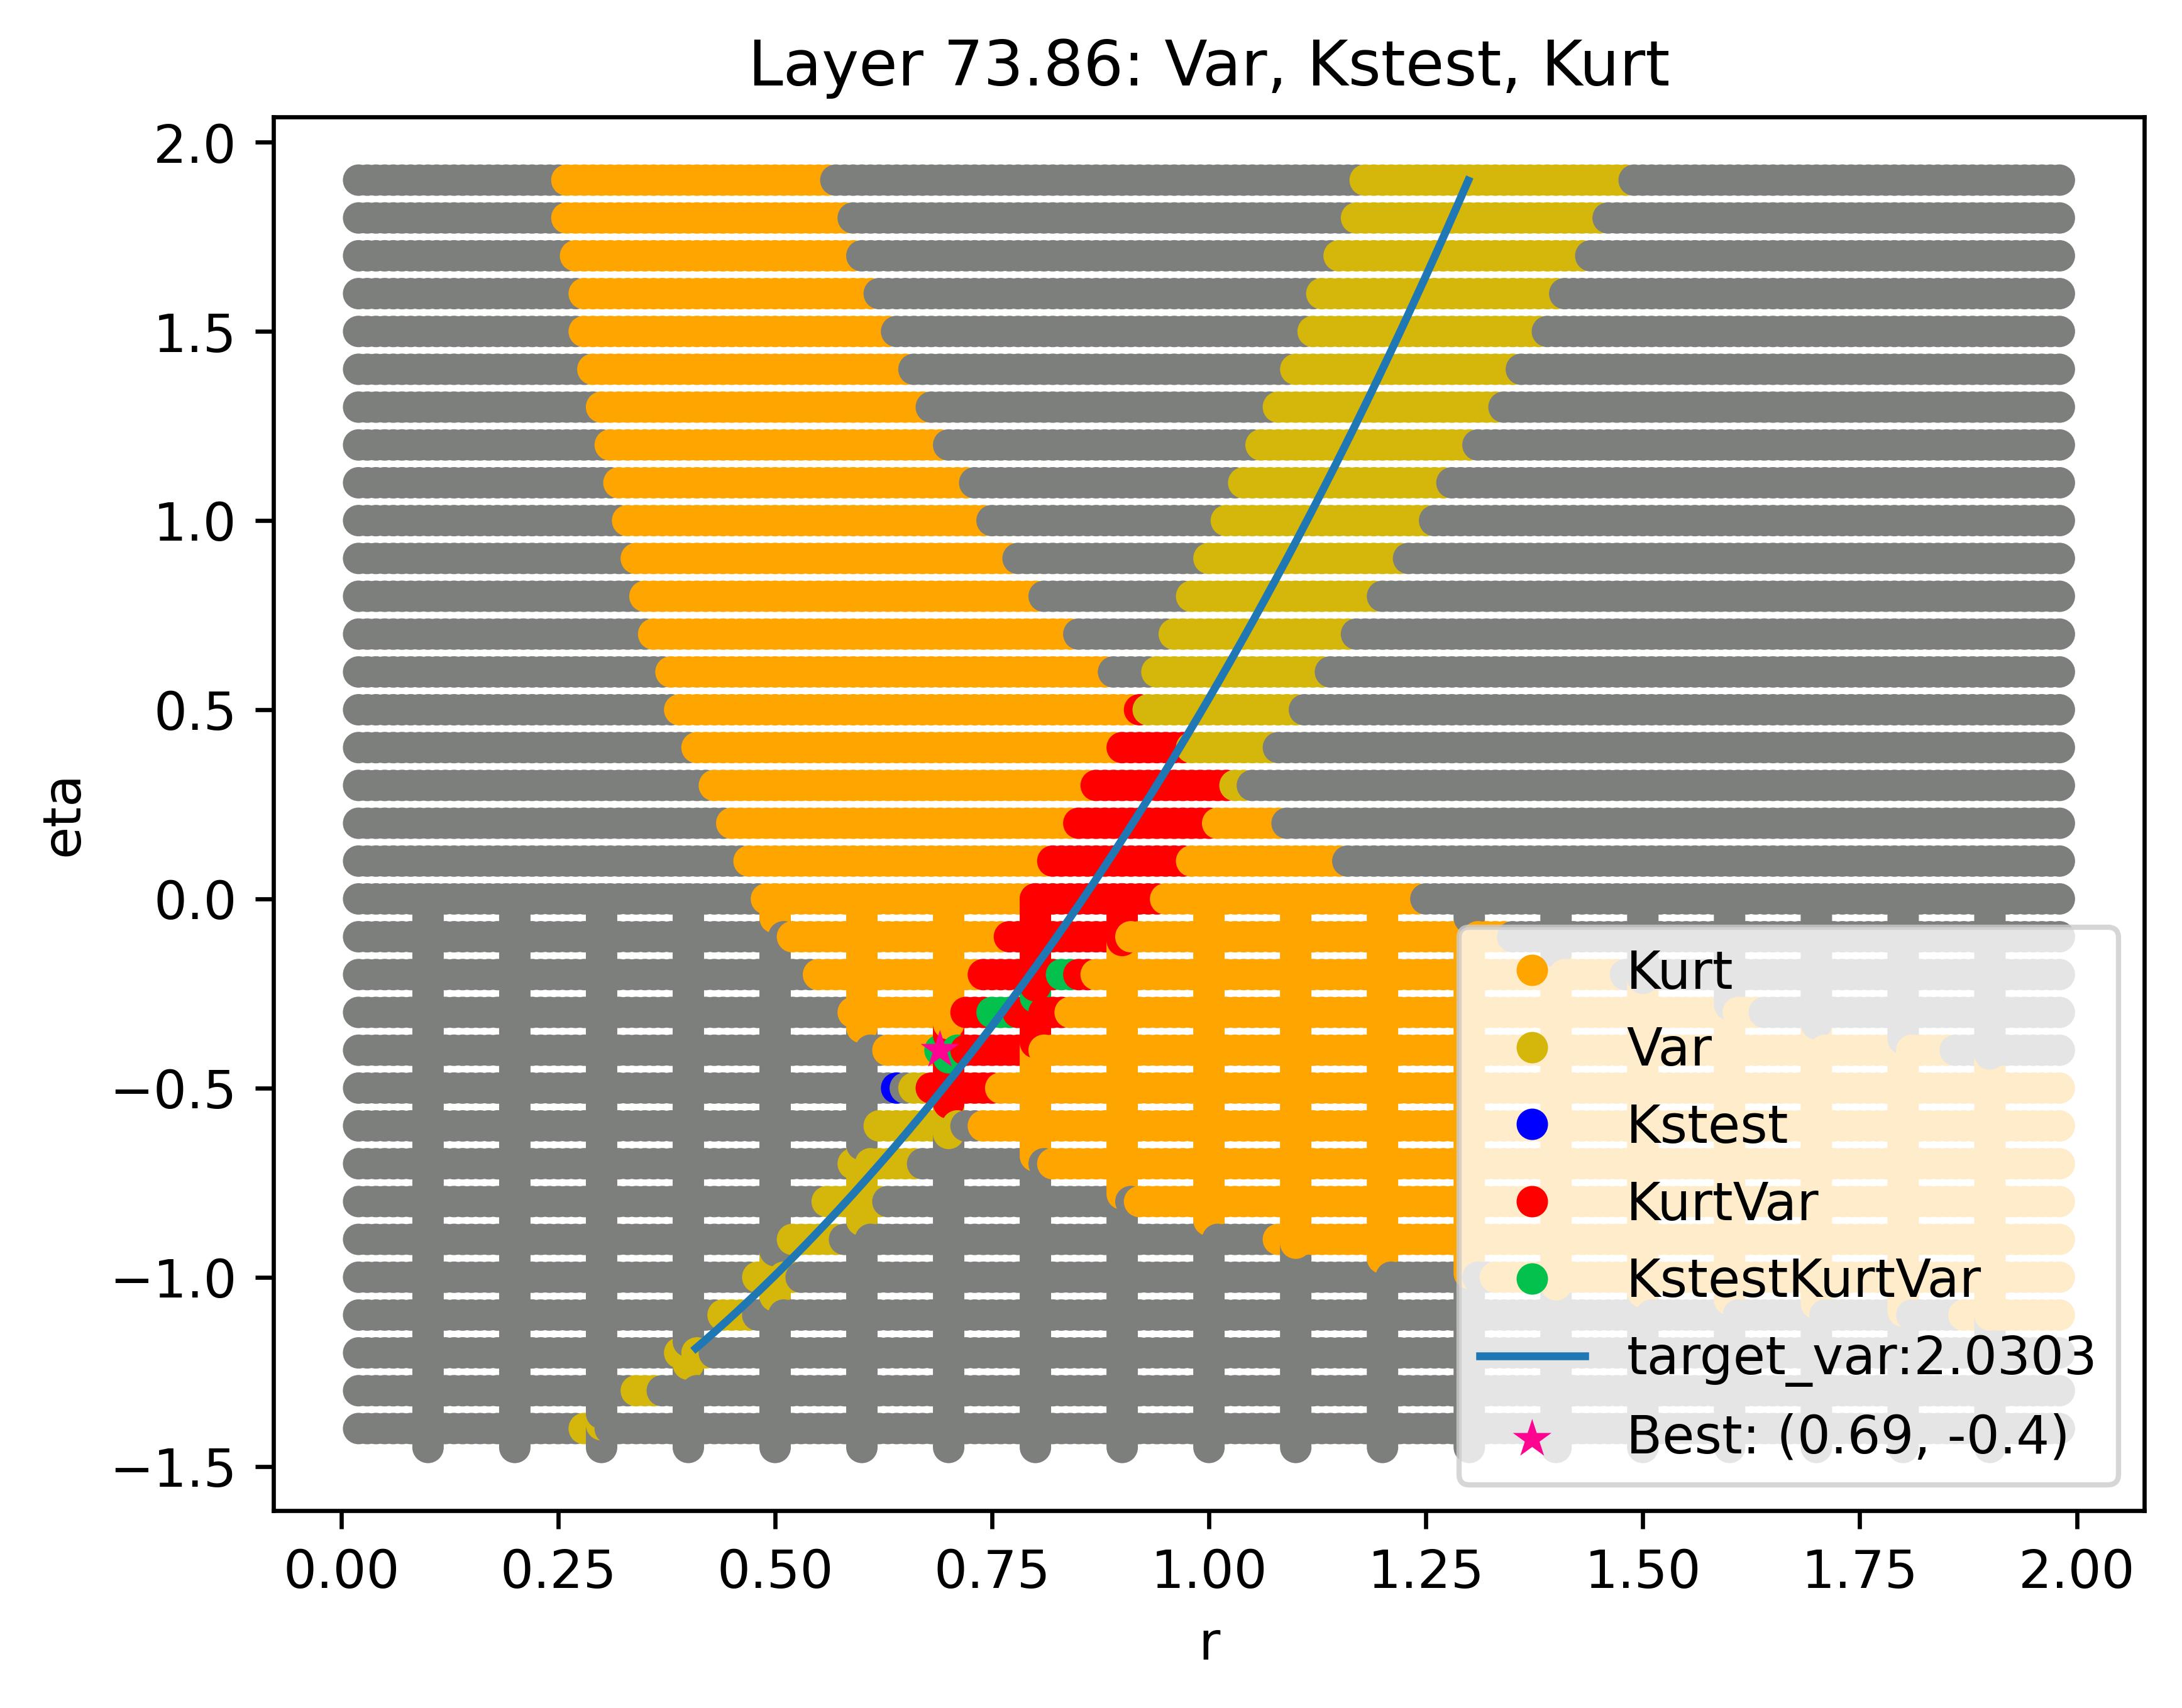 Layer 73.86: Var, Kstest, Kurt
2.0
1.5
1.0
0.5
0.0
−0.5
−1.0
−1.5
eta
Kurt
Var
Kstest
KurtVar
KstestKurtVar
target_var:2.0303
Best: (0.69, -0.4)
0.00 0.25 0.50 0.75 1.00 1.25 1.50 1.75 2.00
r